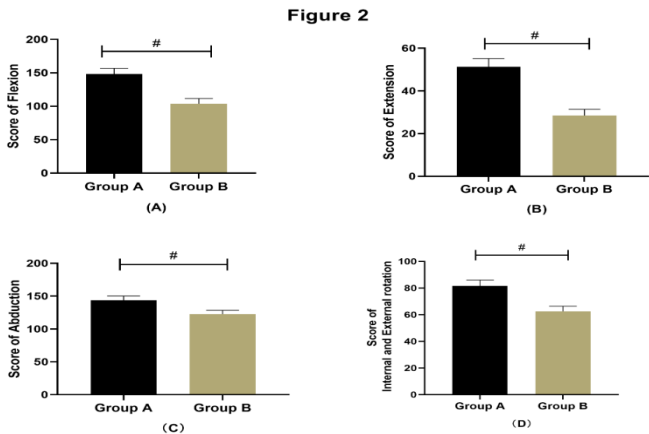 Figure 2
#
Score of Flexion
200
150
100
50
0
Group A Group B
(A)
#
Score of Extension
60
40
20
0
Group A Group B
(B)
#
Score of Abduction
200
150
100
50
0
Group A Group B
(C)
#
Score of
Internal and External rotation
100
80
60
40
20
0
Group A Group B
(D)